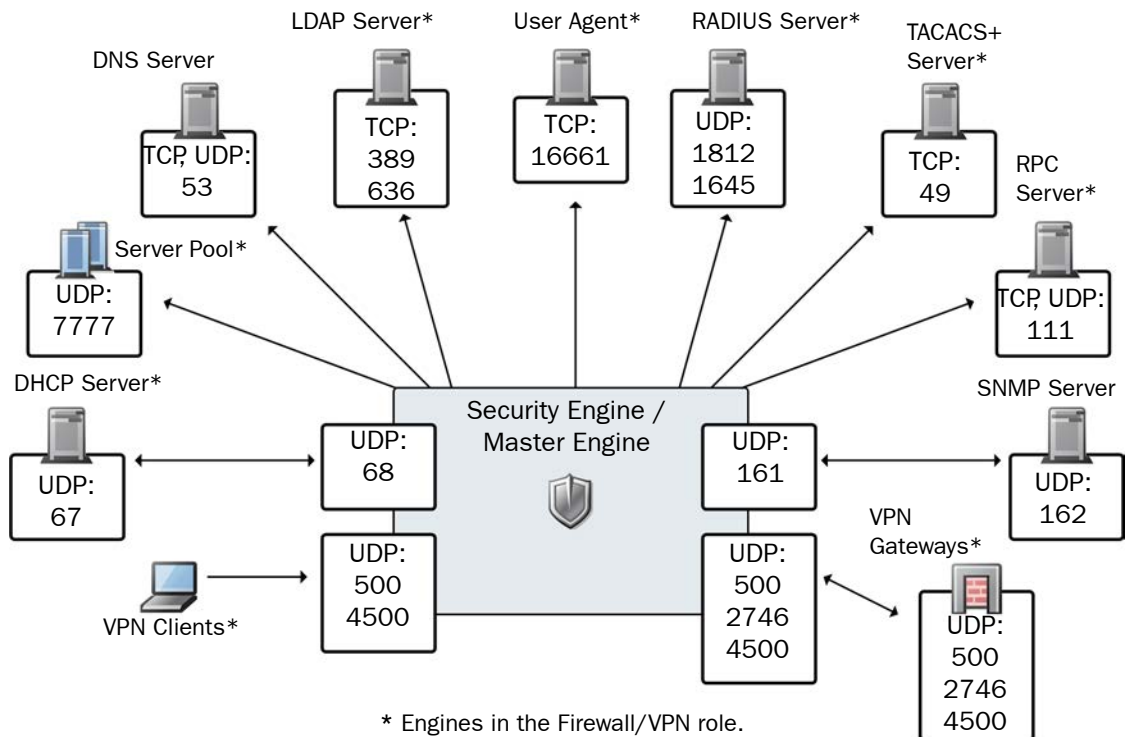 LDAP Server*
User Agent*
RADIUS Server*
TACACS+
Server*
DNS Server
TCP:
389
636
TCP:
16661
UDP:
1812
1645
TCP, UDP:
53
TCP:
49
RPC
Server*
Server Pool*
UDP:
7777
TCP, UDP:
111
DHCP Server*
UDP:
67
Security Engine /
Master Engine
UDP:
68
UDP:
161
SNMP Server
UDP:
162
VPN Clients*
UDP:
500
4500
UDP:
500
2746
4500
VPN
Gateways*
UDP:
500
2746
4500
* Engines in the Firewall/VPN role.